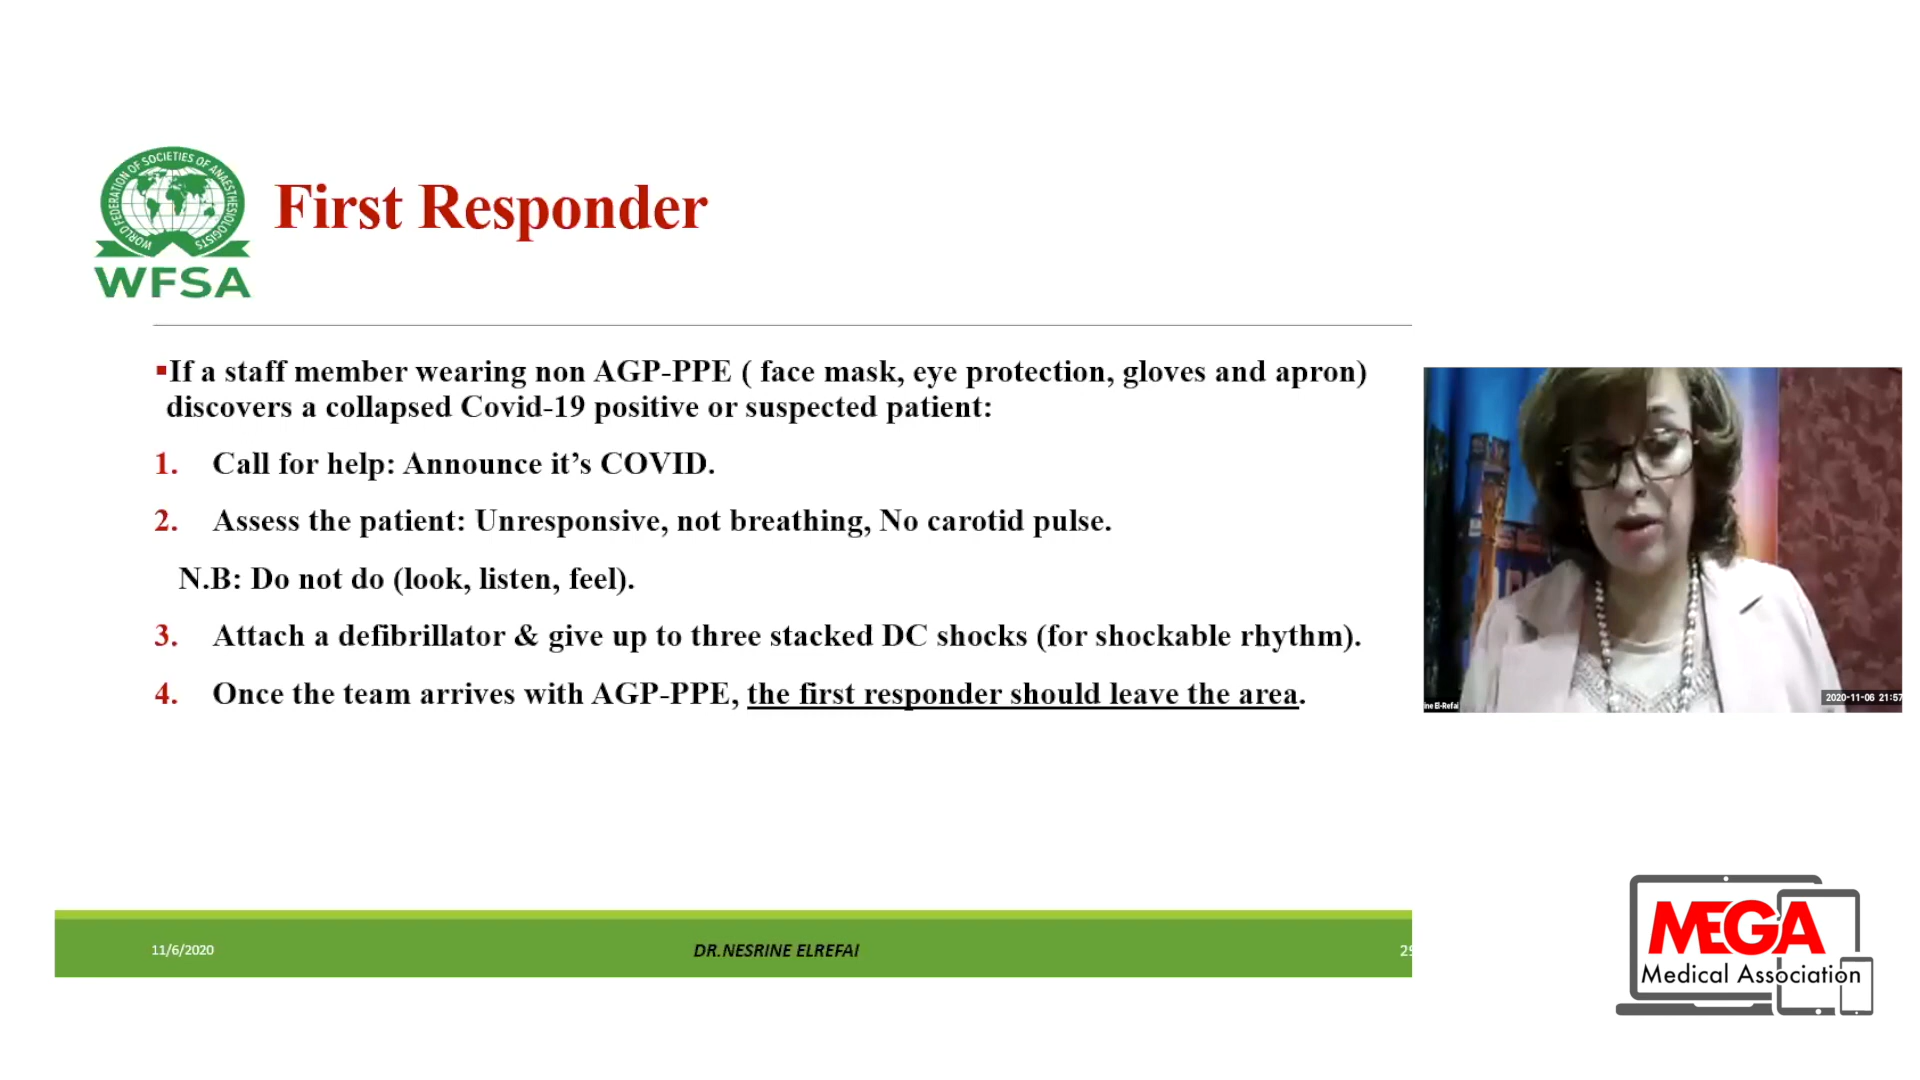 WORLD FEDERATION OF SOCIETIES OF ANAESTHESIOLOGISTS
WFSA
First Responder
▪If a staff member wearing non AGP-PPE ( face mask, eye protection, gloves and apron)
discovers a collapsed Covid-19 positive or suspected patient:
1. Call for help: Announce it’s COVID.
2. Assess the patient: Unresponsive, not breathing, No carotid pulse.
N.B: Do not do (look, listen, feel).
3. Attach a defibrillator & give up to three stacked DC shocks (for shockable rhythm).
4. Once the team arrives with AGP-PPE, the first responder should leave the area.
2020-11-06 21:57
ine El-Refai
11/6/2020
DR.NESRINE ELREFAI
MEGA
Medical Association